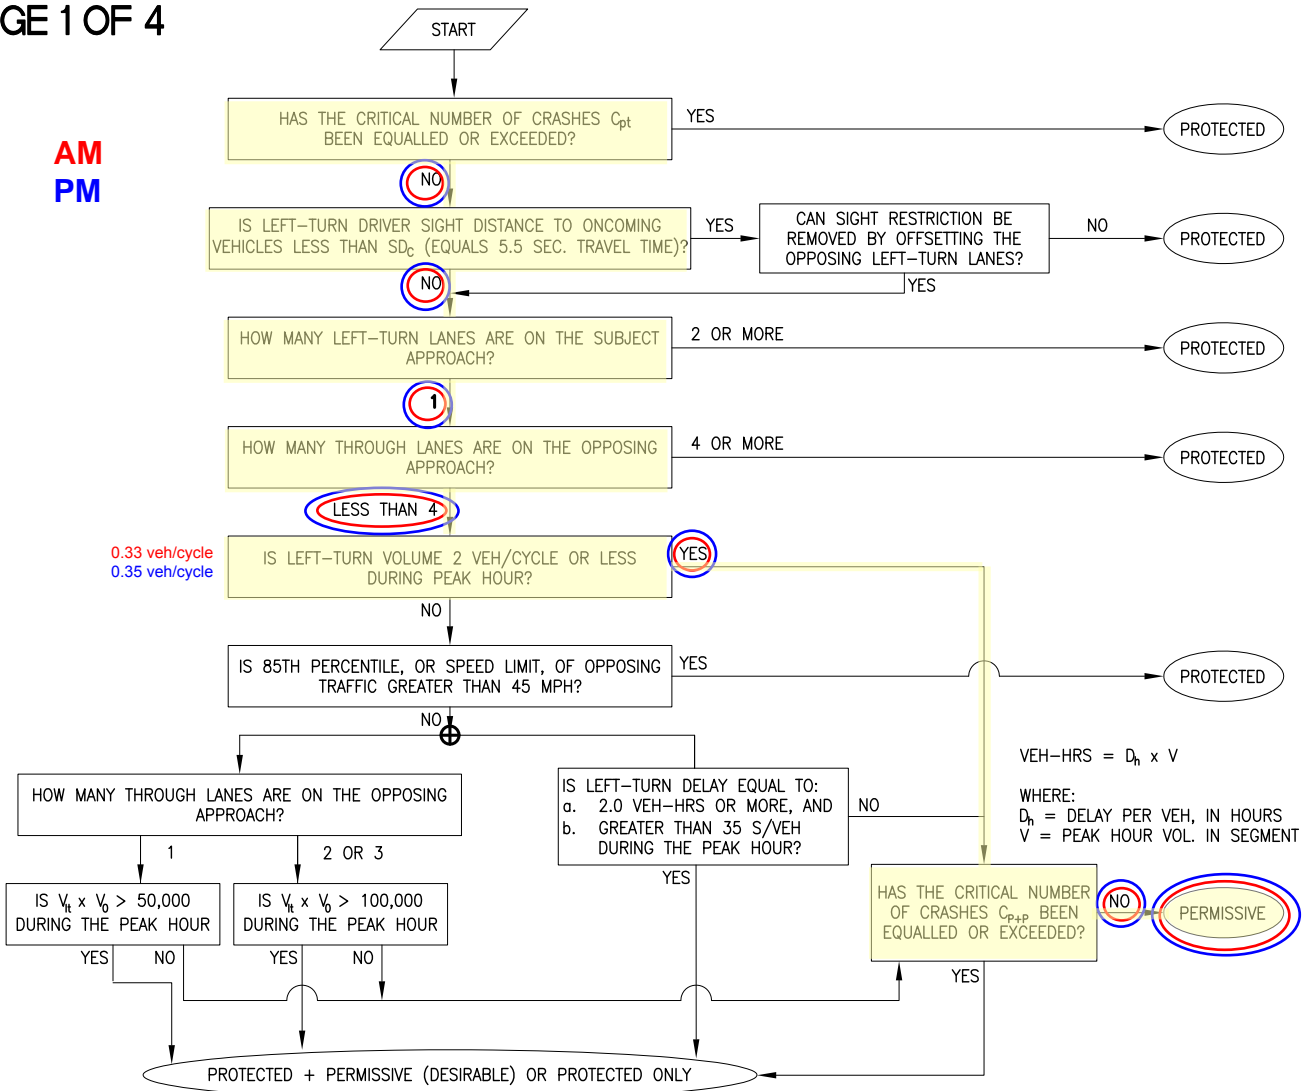 GE 1 OF 4
START
AM
PM
HAS THE CRITICAL NUMBER OF CRASHES Cpt
BEEN EQUALLED OR EXCEEDED?
YES
PROTECTED
NO
IS LEFT-TURN DRIVER SIGHT DISTANCE TO ONCOMING
VEHICLES LESS THAN SDC (EQUALS 5.5 SEC. TRAVEL TIME)?
YES
CAN SIGHT RESTRICTION BE
REMOVED BY OFFSETTING THE
OPPOSING LEFT-TURN LANES?
NO
PROTECTED
NO
YES
HOW MANY LEFT-TURN LANES ARE ON THE SUBJECT
APPROACH?
2 OR MORE
PROTECTED
1
HOW MANY THROUGH LANES ARE ON THE OPPOSING
APPROACH?
4 OR MORE
PROTECTED
LESS THAN 4
0.33 veh/cycle
0.35 veh/cycle
IS LEFT-TURN VOLUME 2 VEH/CYCLE OR LESS
DURING PEAK HOUR?
YES
NO
IS 85TH PERCENTILE, OR SPEED LIMIT, OF OPPOSING
TRAFFIC GREATER THAN 45 MPH?
YES
PROTECTED
NO
HOW MANY THROUGH LANES ARE ON THE OPPOSING
APPROACH?
IS LEFT-TURN DELAY EQUAL TO:
a. 2.0 VEH-HRS OR MORE, AND
b. GREATER THAN 35 S/VEH
DURING THE PEAK HOUR?
NO
VEH-HRS = Dh x V
WHERE:
Dh = DELAY PER VEH, IN HOURS
V = PEAK HOUR VOL. IN SEGMENT
1
2 OR 3
YES
IS Vlt x Vo > 50,000
DURING THE PEAK HOUR
IS Vlt x Vo > 100,000
DURING THE PEAK HOUR
HAS THE CRITICAL NUMBER
OF CRASHES CP+P BEEN
EQUALLED OR EXCEEDED?
NO
PERMISSIVE
YES
NO
YES
NO
YES
PROTECTED + PERMISSIVE (DESIRABLE) OR PROTECTED ONLY